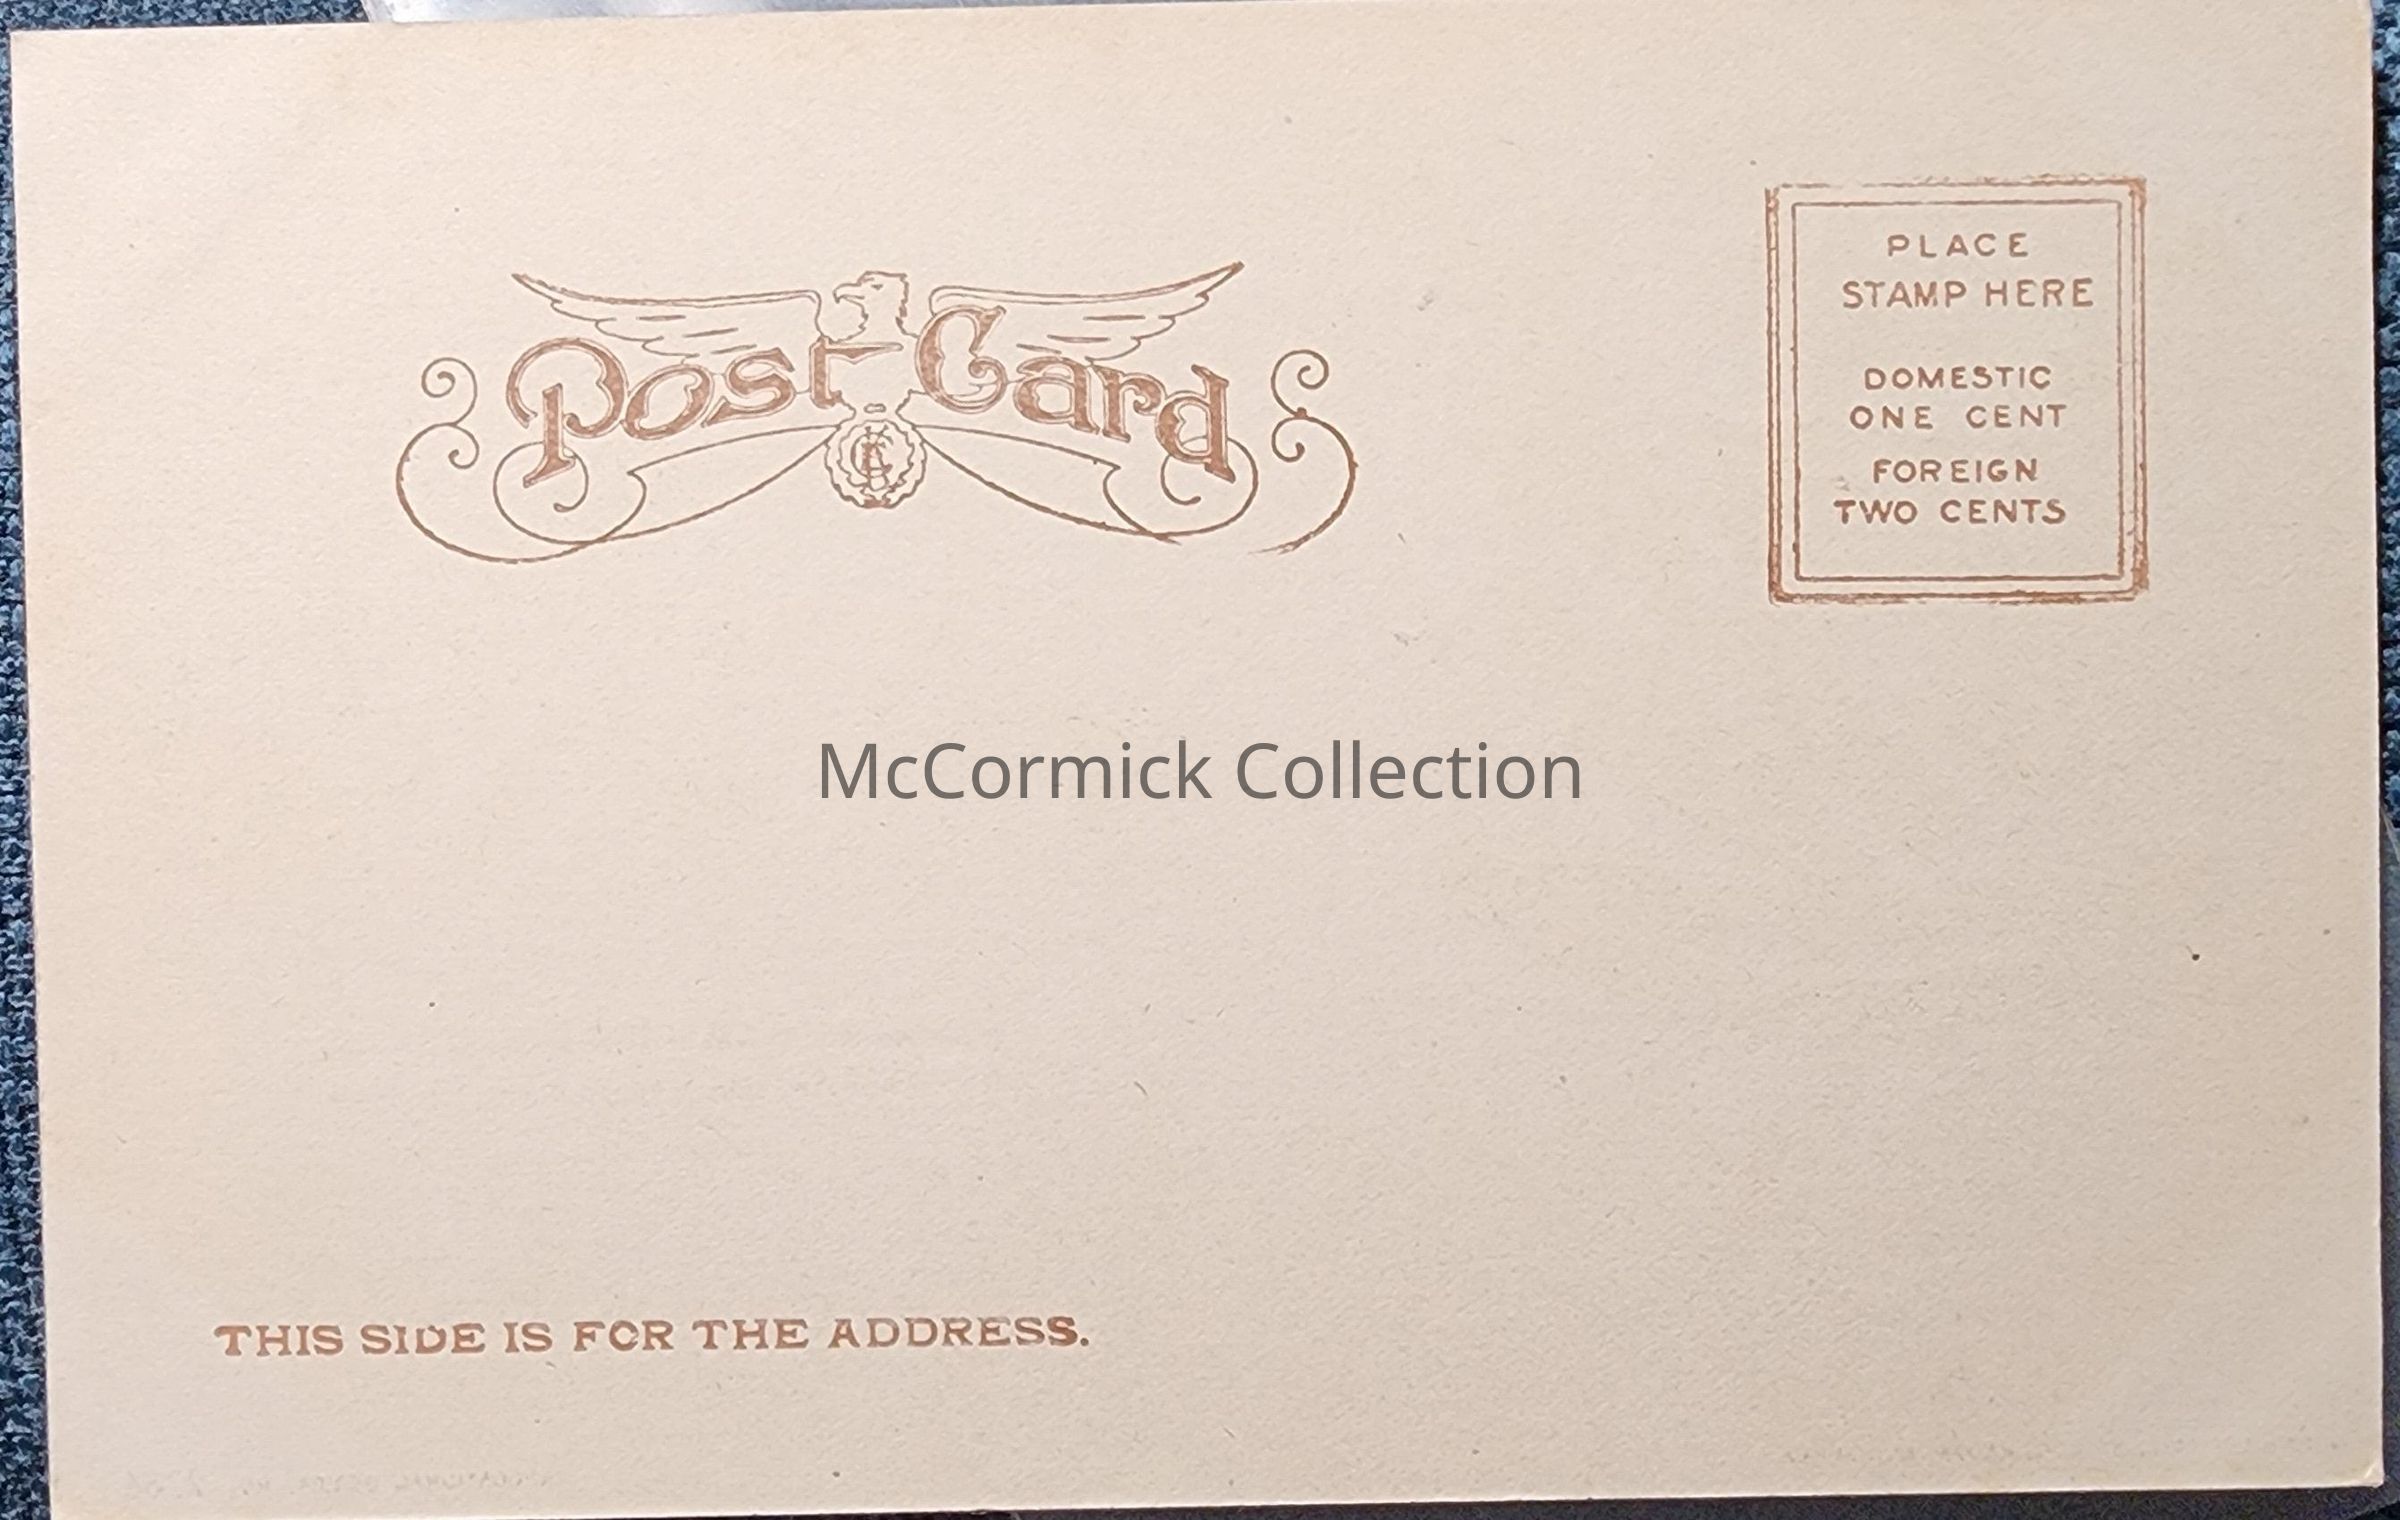 Post Card
PLACE
STAMP HERE
DOMESTIC
ONE CENT
FOREIGN
TWO CENTS
McCormick Collection
THIS SIDE IS FOR THE ADDRESS.